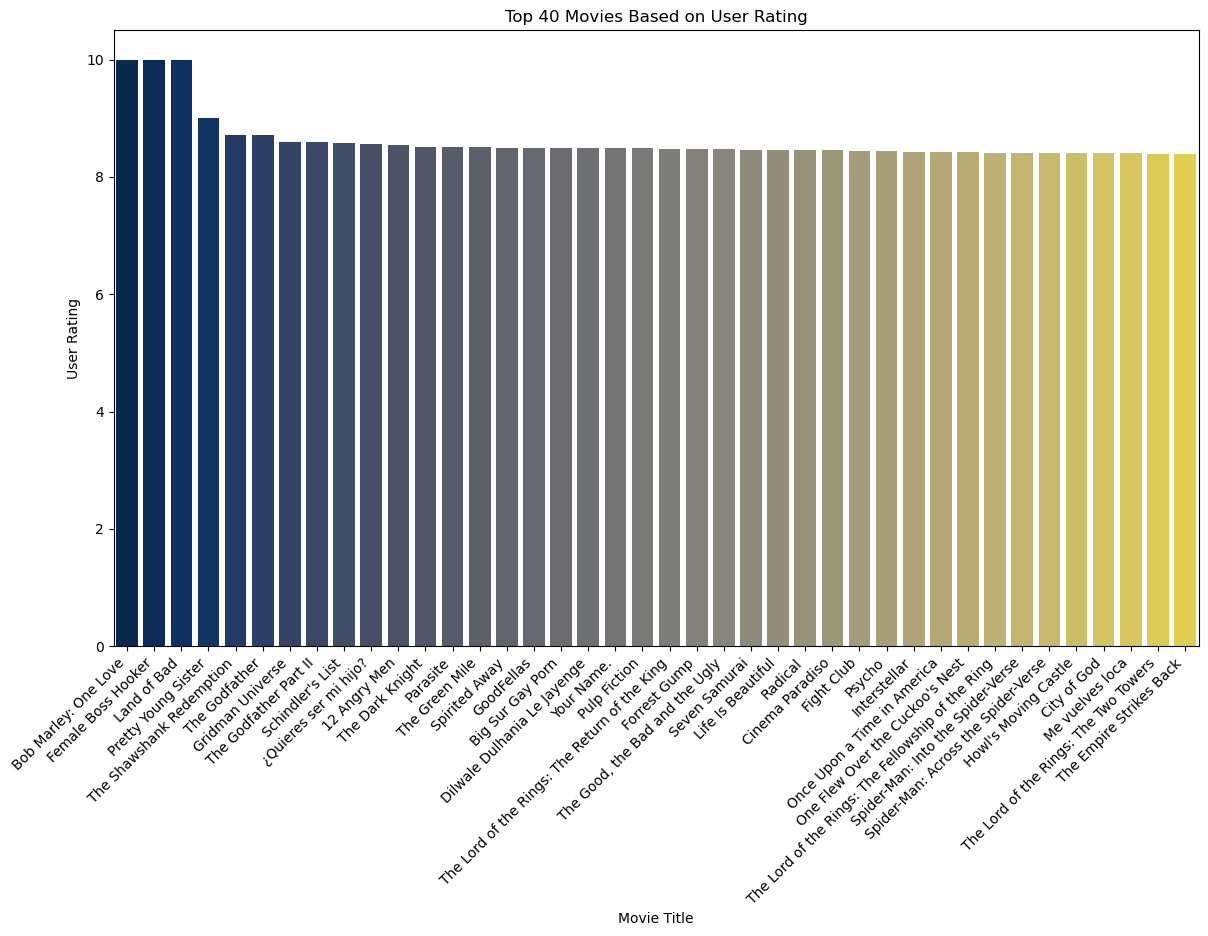 Top 40 Movies Based on User Rating
User Rating
10
8
6
4
2
0
Bob Marley: One Love
Female Boss Hooker
Land of Bad
Pretty Young Sister
The Shawshank Redemption
The Godfather
Gridman Universe
The Godfather Part II
Schindler's List
¿Quieres ser mi hijo?
12 Angry Men
The Dark Knight
Parasite
The Green Mile
Spirited Away
GoodFellas
Big Sur Gay Porn
Dilwale Dulhania Le Jayenge
Your Name.
Pulp Fiction
The Lord of the Rings: The Return of the King
Forrest Gump
The Good, the Bad and the Ugly
Seven Samurai
Life Is Beautiful
Radical
Cinema Paradiso
Fight Club
Psycho
Interstellar
Once Upon a Time in America
One Flew Over the Cuckoo's Nest
The Lord of the Rings: The Fellowship of the Ring
Spider-Man: Into the Spider-Verse
Spider-Man: Across the Spider-Verse
Howl's Moving Castle
City of God
Me vuelves loca
The Lord of the Rings: The Two Towers
The Empire Strikes Back
Movie Title